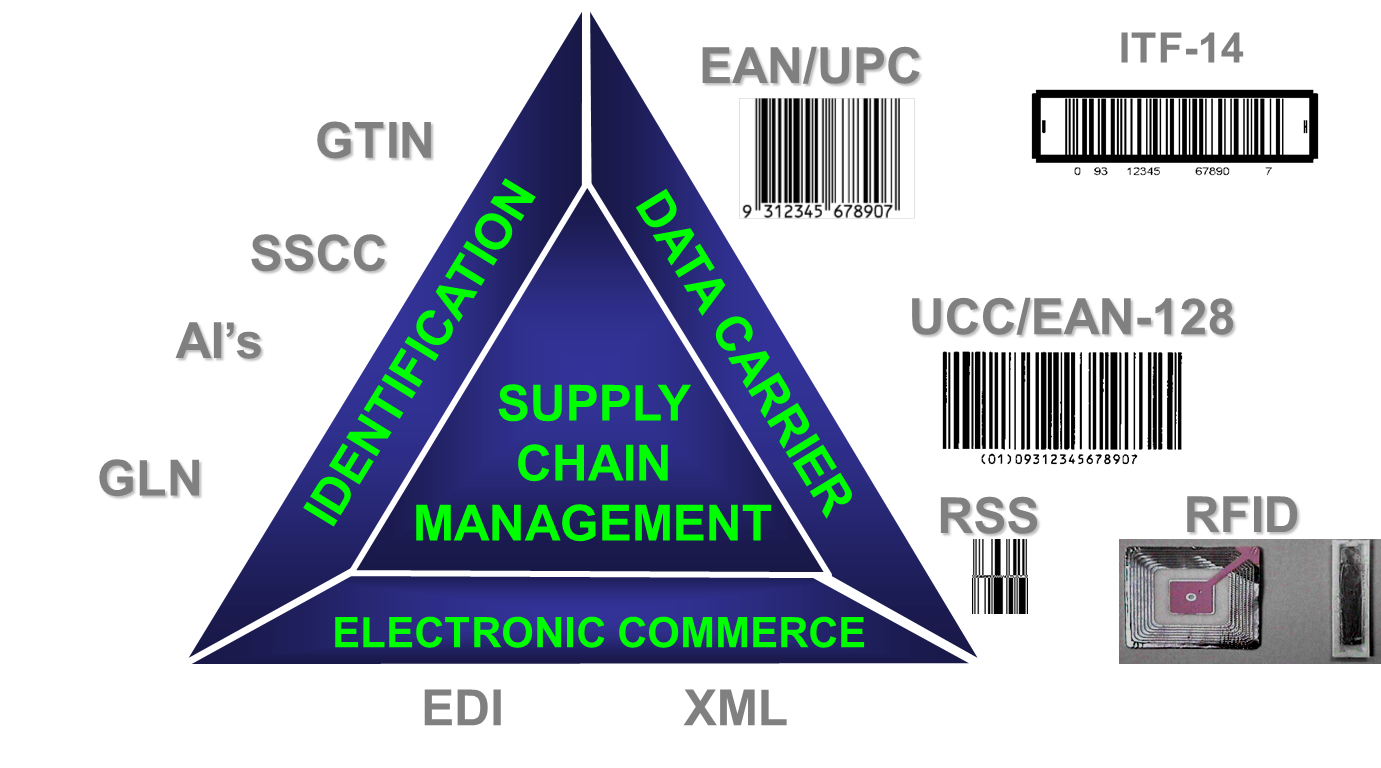 EAN/UPC
ITF-14
GTIN
9 312345 678907
0 93 12345 67890 7
SSCC
IDENTIFICATION
DATA CARRIER
AI’s
UCC/EAN-128
(01)09312345678907
SUPPLY
CHAIN
MANAGEMENT
GLN
RSS
RFID
ELECTRONIC COMMERCE
EDI
XML